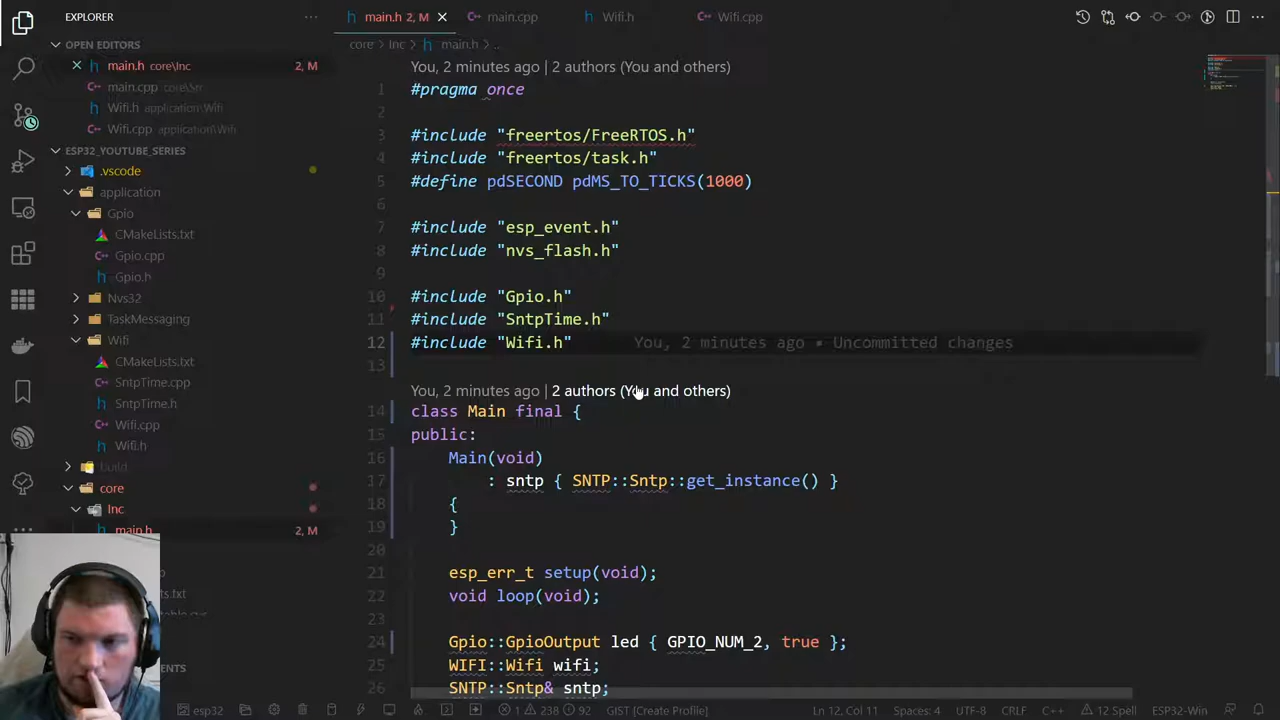 EXPLORER
main.h 2, M
main.cpp
Wifi.h
Wifi.cpp
OPEN EDITORS
core > Inc > main.h > ..
main.h core\Inc 2, M
main.cpp core\Src
Wifi.h application\Wifi
Wifi.cpp application\Wifi
ESP32_YOUTUBE_SERIES
.vscode
application
Gpio
CMakeLists.txt
Gpio.cpp
Gpio.h
Nvs32
TaskMessaging
Wifi
CMakeLists.txt
SntpTime.cpp
SntpTime.h
Wifi.cpp
Wifi.h
build
core
Inc
main.h 2, M
You, 2 minutes ago | 2 authors (You and others)
1 #pragma once
2
3 #include "freertos/FreeRTOS.h"
4 #include "freertos/task.h"
5 #define pdSECOND pdMS_TO_TICKS(1000)
6
7 #include "esp_event.h"
8 #include "nvs_flash.h"
9
10 #include "Gpio.h"
11 #include "SntpTime.h"
12 #include "Wifi.h" You, 2 minutes ago • Uncommitted changes
13
You, 2 minutes ago | 2 authors (You and others)
14 class Main final {
15 public:
16 Main(void)
17 : sntp { SNTP::Sntp::get_instance() }
18 {
19 }
20
21 esp_err_t setup(void);
22 void loop(void);
23
24 Gpio::GpioOutput led { GPIO_NUM_2, true };
25 WIFI::Wifi wifi;
26 SNTP::Sntp& sntp;
esp32
1 238 92
GIST [Create Profile]
Ln 12, Col 11
Spaces: 4
UTF-8
CRLF
C++
12 Spell
ESP32-Win